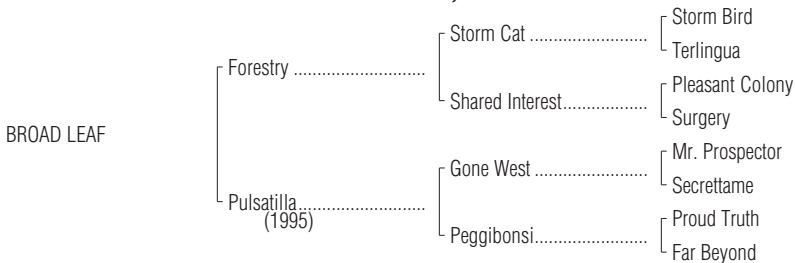 Storm Bird
Storm Cat ..........................
Terlingua
Forestry .............................
Pleasant Colony
Shared Interest...................
Surgery
BROAD LEAF
Mr. Prospector
Gone West .........................
Secrettame
Pulsatilla............................
(1995)
Proud Truth
Peggibonsi..........................
Far Beyond